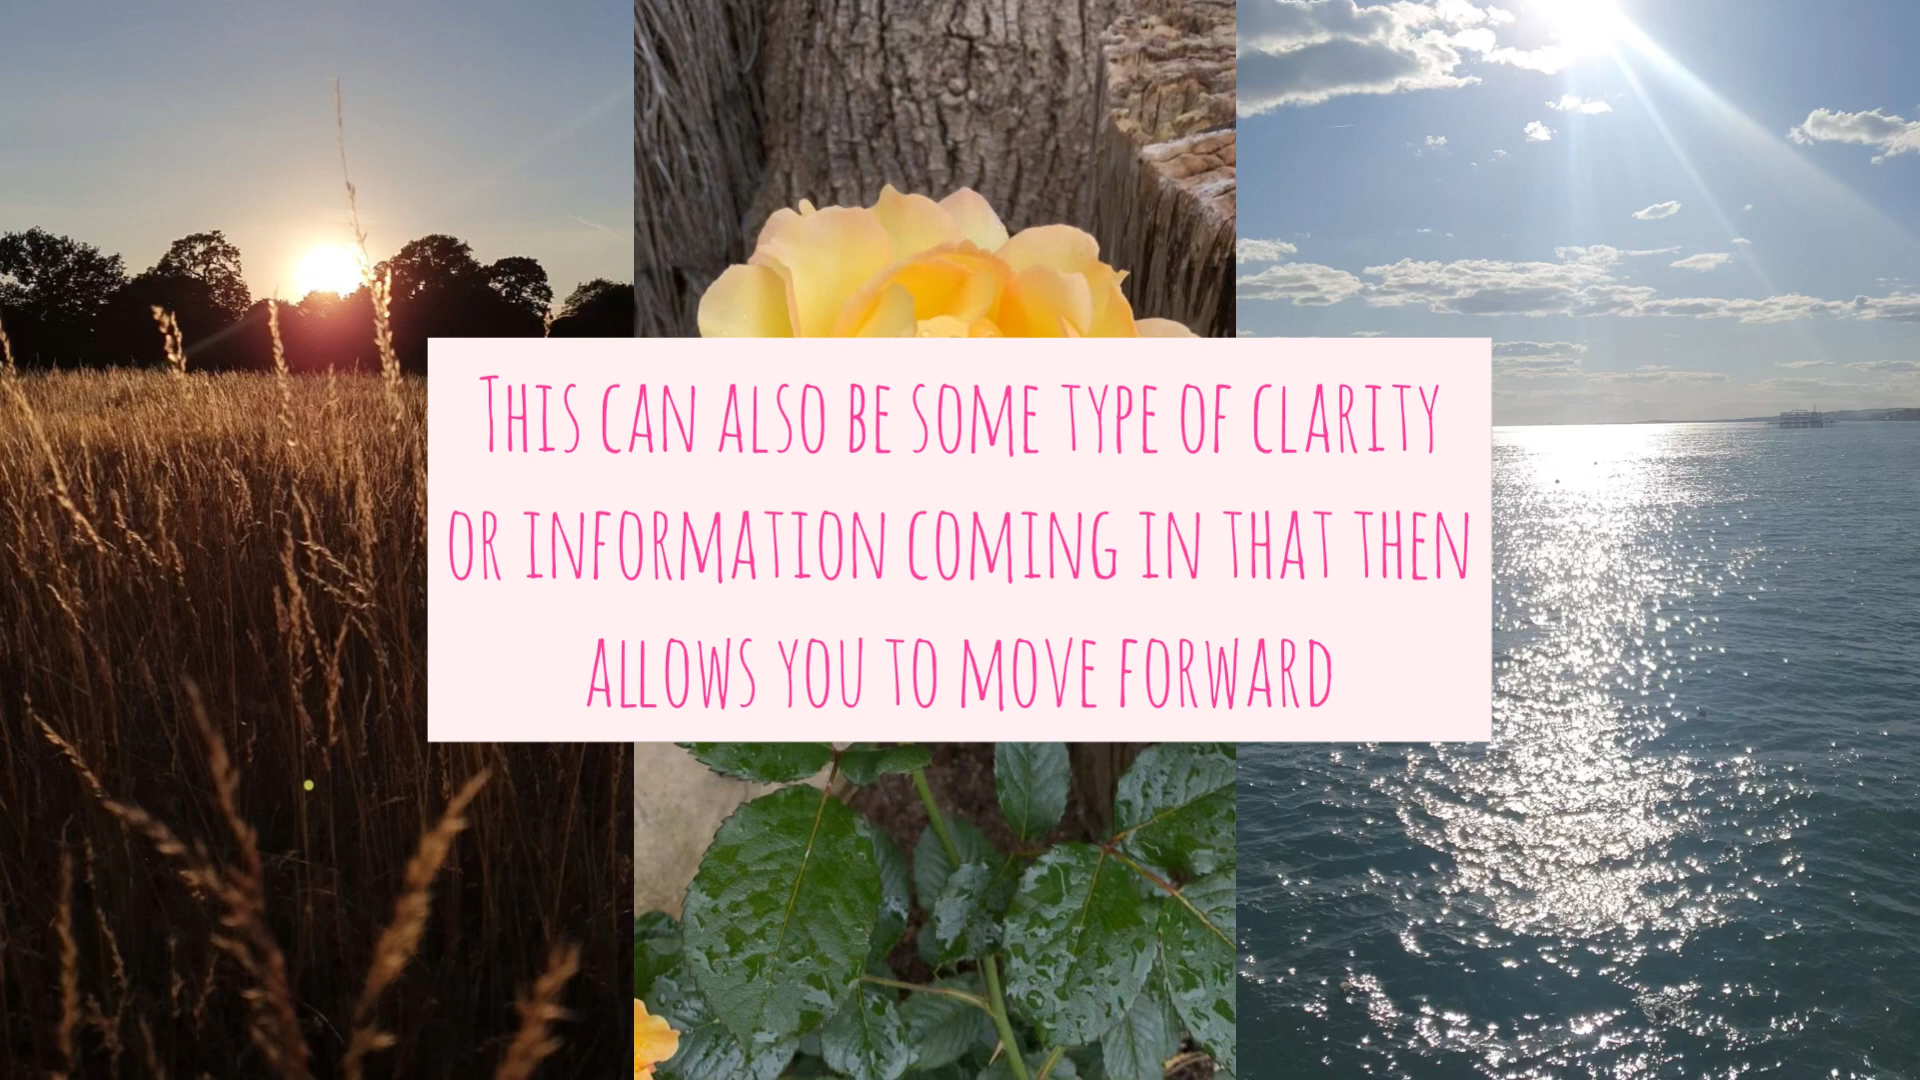 This can also be some type of clarity
or information coming in that then
allows you to move forward